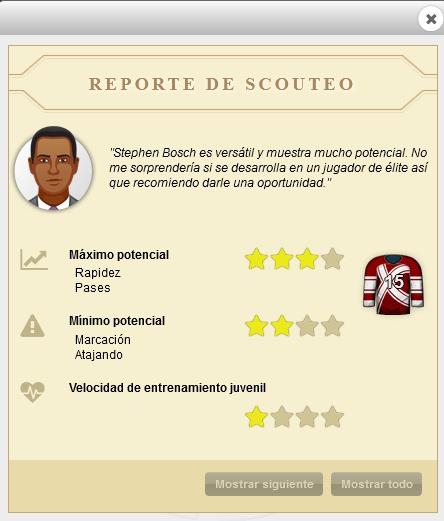 REPORTE DE SCOUTEO
"Stephen Bosch es versátil y muestra mucho potencial. No
me sorprendería si se desarrolla en un jugador de élite así
que recomiendo darle una oportunidad."
Máximo potencial
Rapidez
Pases
15
Mínimo potencial
Marcación
Atajando
Velocidad de entrenamiento juvenil
Mostrar siguiente
Mostrar todo